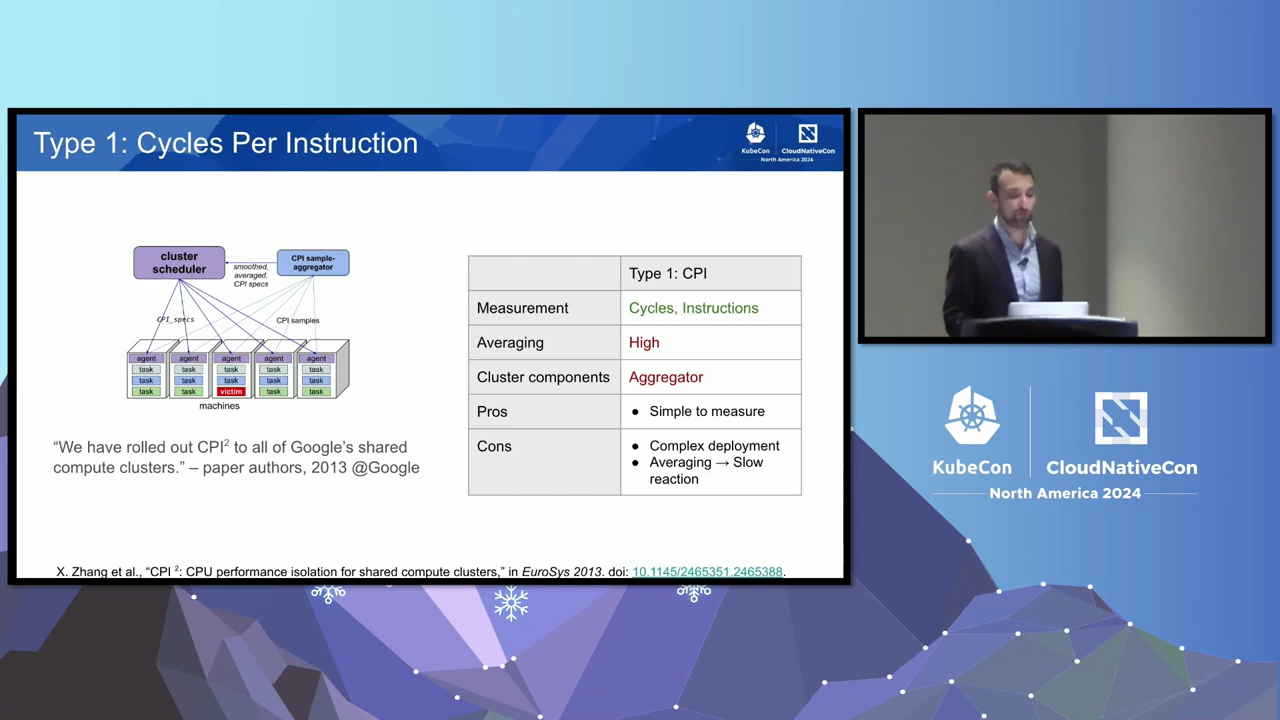 Type 1: Cycles Per Instruction
KubeCon
CloudNativeCon
North America 2024
cluster
scheduler
CPI sample-
aggregator
smoothed,
averaged,
CPI specs
CPI_specs
CPI samples
agent agent agent agent agent
task task task task task
task task task task task
task task victim task task
machines
“We have rolled out CPI² to all of Google’s shared
compute clusters.” – paper authors, 2013 @Google
Type 1: CPI
Measurement Cycles, Instructions
Averaging High
Cluster components Aggregator
Pros ● Simple to measure
Cons ● Complex deployment
● Averaging → Slow
reaction
X. Zhang et al., “CPI ²: CPU performance isolation for shared compute clusters,” in EuroSys 2013. doi: 10.1145/2465351.2465388.
KubeCon
CloudNativeCon
North America 2024